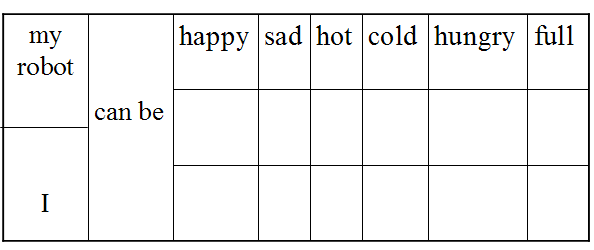 my
robot
can be
happy sad hot cold hungry full
I